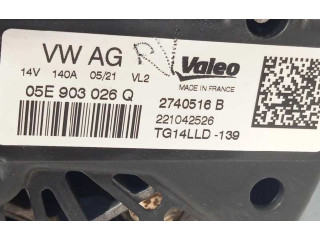 VW AG
Valeo
14V 140A 05/21 VL2
MADE IN FRANCE
05E 903 026 Q
2740516 B
221042526
TG14LLD -139